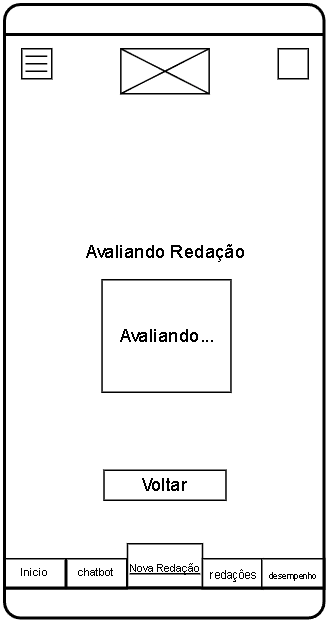 Avaliando Redação
Avaliando...
Voltar
Inicio
chatbot
Nova Redação
redações
desempenho